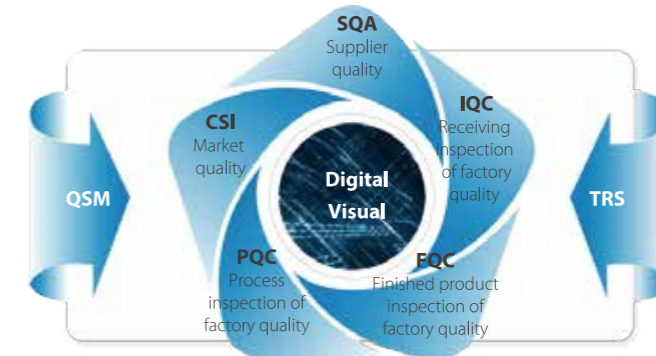 SQA
Supplier
quality
IQC
Receiving
inspection
of factory
quality
FQC
Finished product
inspection of
factory quality
PQC
Process
inspection of
factory quality
CSI
Market
quality
Digital
Visual
QSM
TRS